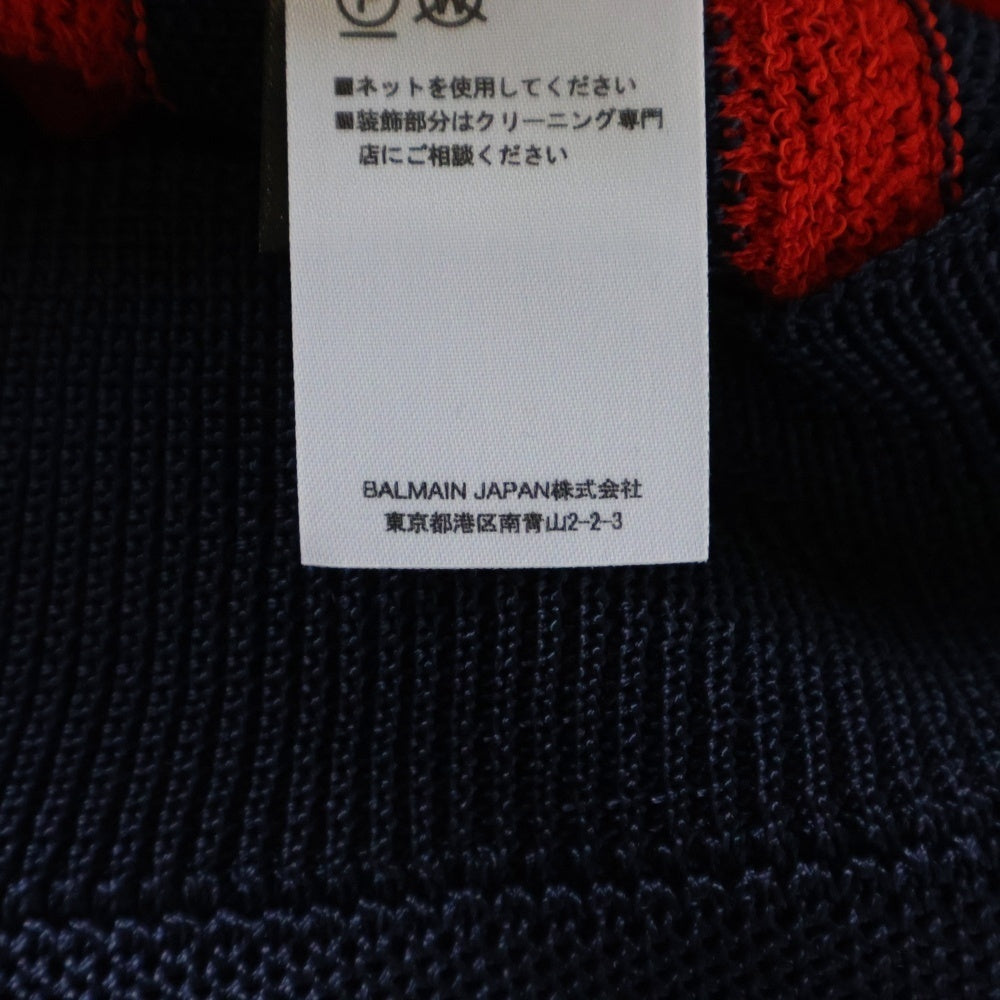 P W
■ネットを使用してください
■装飾部分はクリーニング専門
店にご相談ください
BALMAIN JAPAN株式会社
東京都港区南青山2-2-3